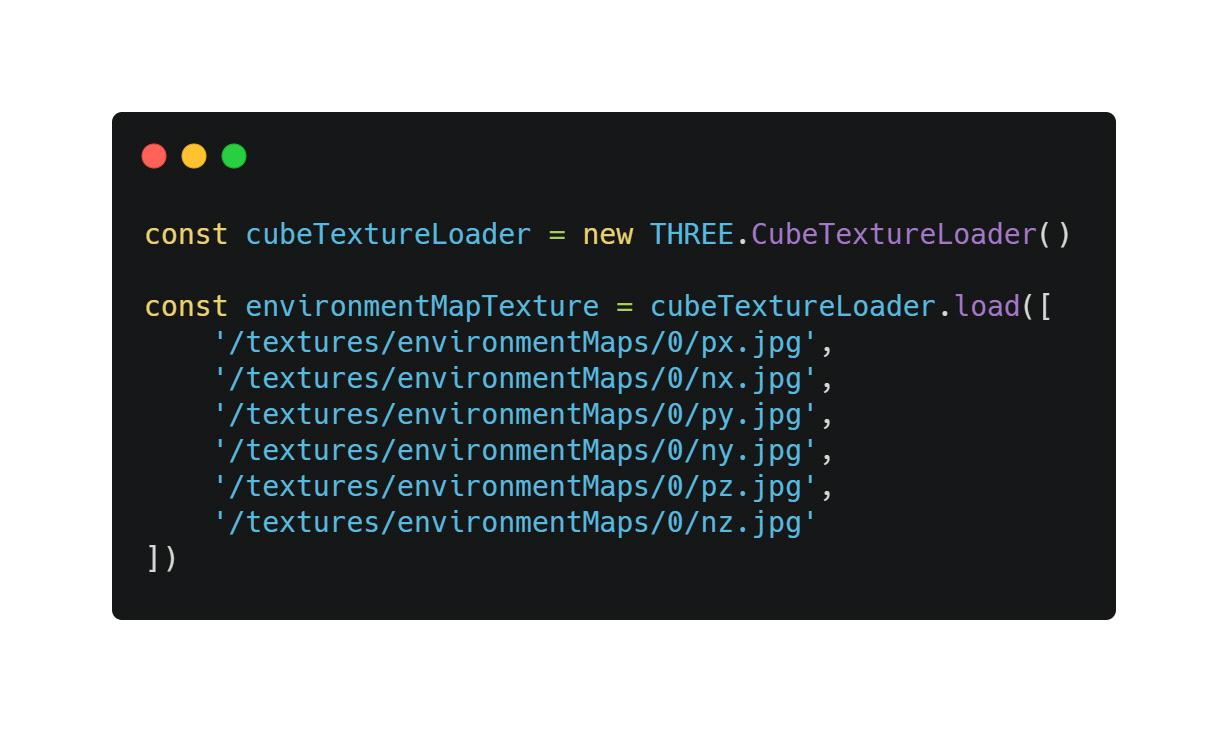 const cubeTextureLoader = new THREE.CubeTextureLoader()
const environmentMapTexture = cubeTextureLoader.load([
    '/textures/environmentMaps/0/px.jpg',
    '/textures/environmentMaps/0/nx.jpg',
    '/textures/environmentMaps/0/py.jpg',
    '/textures/environmentMaps/0/ny.jpg',
    '/textures/environmentMaps/0/pz.jpg',
    '/textures/environmentMaps/0/nz.jpg'
])